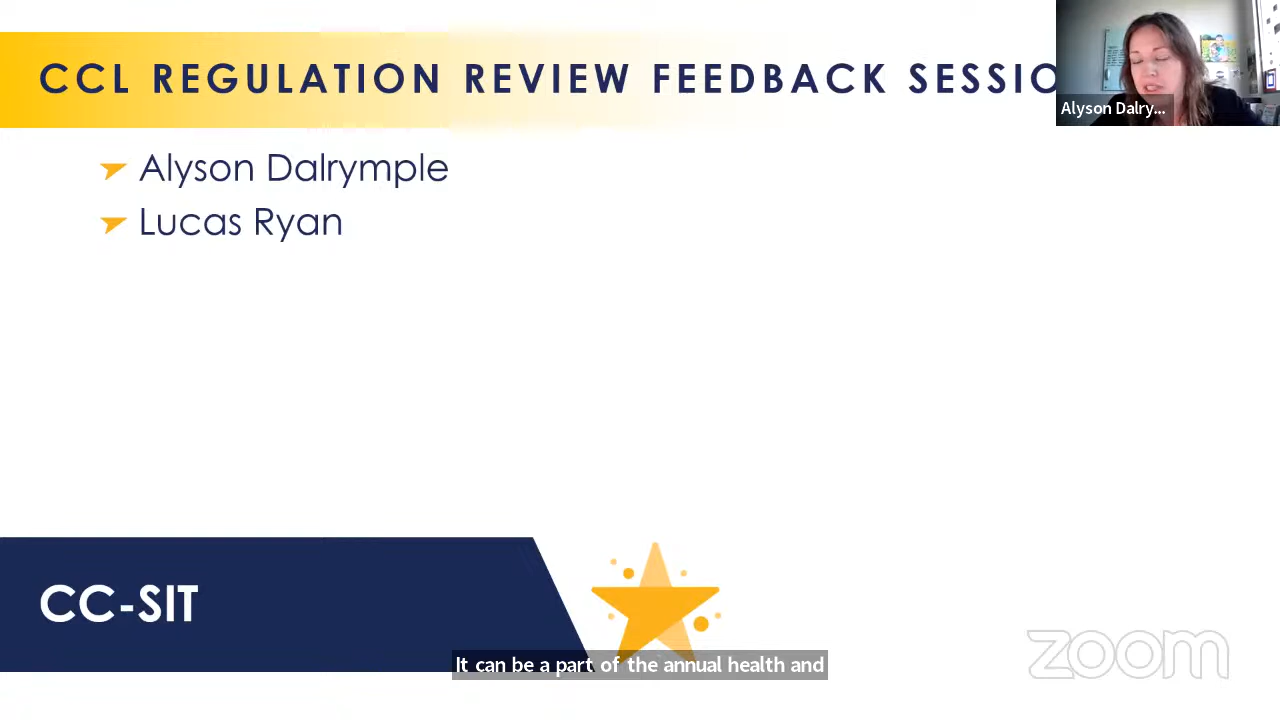 CCL REGULATION REVIEW FEEDBACK SESSIO
Alyson Dalry...
Alyson Dalrymple
Lucas Ryan
CC-SIT
It can be a part of the annual health and
zoom